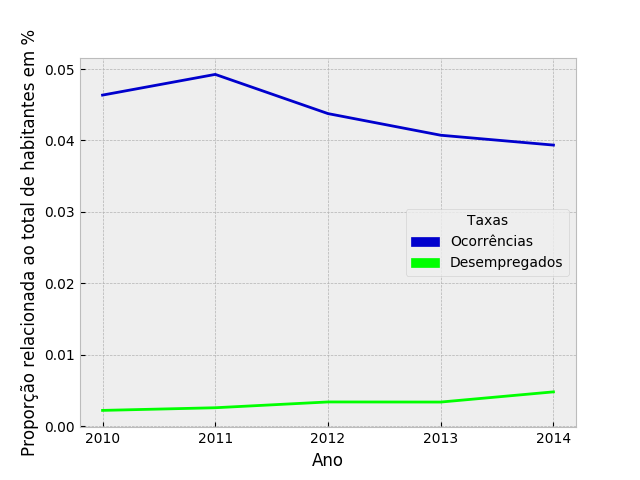 Proporção relacionada ao total de habitantes em %
0.05
0.04
0.03
0.02
0.01
0.00
Taxas
Ocorrências
Desempregados
2010 2011 2012 2013 2014
Ano